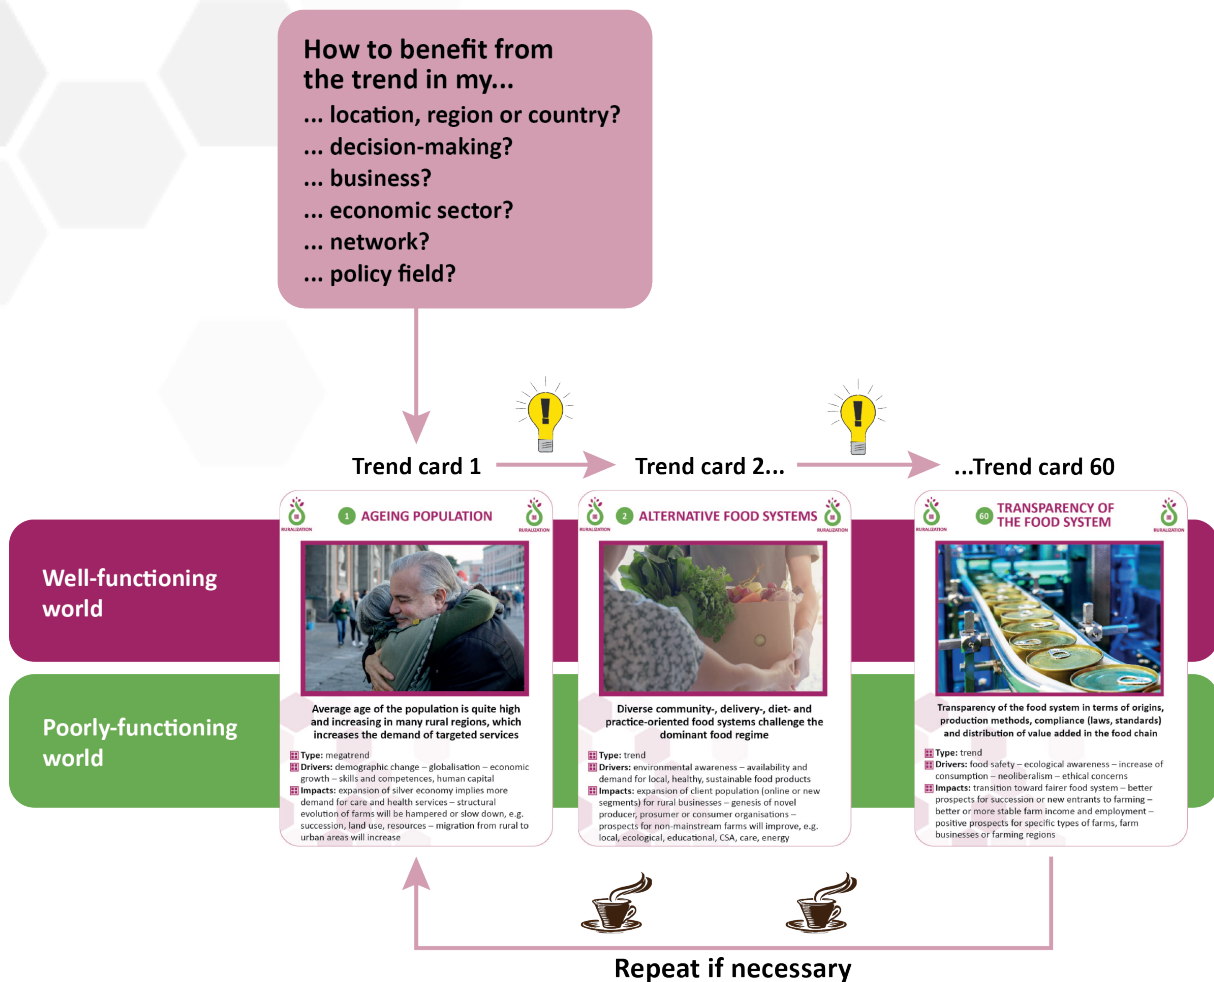 How to benefit from
the trend in my...
... location, region or country?
... decision-making?
... business?
... economic sector?
... network?
... policy field?
Trend card 1
Trend card 2...
...Trend card 60
Well-functioning
world
Poorly-functioning
world
RURALIZATION
1 AGEING POPULATION
RURALIZATION
Average age of the population is quite high
and increasing in many rural regions, which
increases the demand of targeted services
Type: megatrend
Drivers: demographic change – globalisation – economic
growth – skills and competences, human capital
Impacts: expansion of silver economy implies more
demand for care and health services – structural
evolution of farms will be hampered or slow down, e.g.
succession, land use, resources – migration from rural to
urban areas will increase
RURALIZATION
2 ALTERNATIVE FOOD SYSTEMS
RURALIZATION
Diverse community-, delivery-, diet- and
practice-oriented food systems challenge the
dominant food regime
Type: trend
Drivers: environmental awareness – availability and
demand for local, healthy, sustainable food products
Impacts: expansion of client population (online or new
segments) for rural businesses – genesis of novel
producer, prosumer or consumer organisations –
prospects for non-mainstream farms will improve, e.g.
local, ecological, educational, CSA, care, energy
RURALIZATION
60 TRANSPARENCY OF
THE FOOD SYSTEM
RURALIZATION
Transparency of the food system in terms of origins,
production methods, compliance (laws, standards)
and distribution of value added in the food chain
Type: trend
Drivers: food safety – ecological awareness – increase of
consumption – neoliberalism – ethical concerns
Impacts: transition toward fairer food system – better
prospects for succession or new entrants to farming –
better or more stable farm income and employment –
positive prospects for specific types of farms, farm
businesses or farming regions
Repeat if necessary